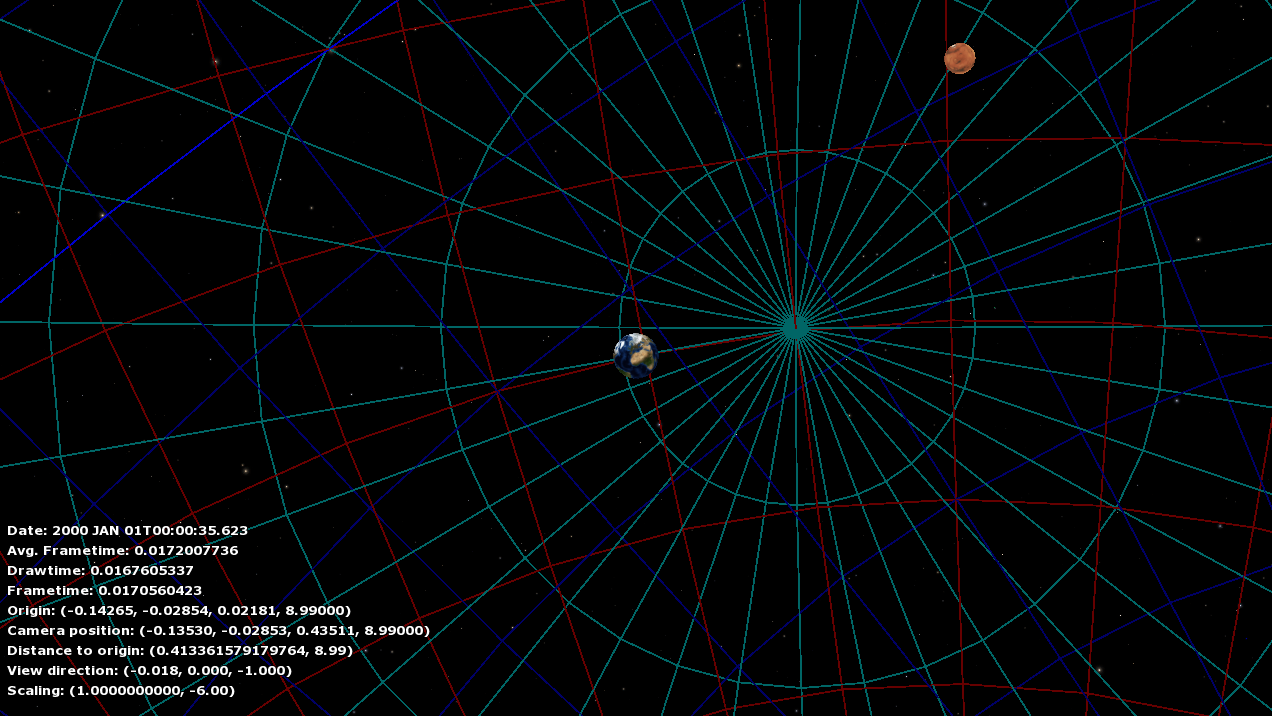 Date: 2000 JAN 01T00:00:35.623
Avg. Frametime: 0.0172007736
Drawtime: 0.0167605337
Frametime: 0.0170560423
Origin: (-0.14265, -0.02854, 0.02181, 8.99000)
Camera position: (-0.13530, -0.02853, 0.43511, 8.99000)
Distance to origin: (0.413361579179764, 8.99)
View direction: (-0.018, 0.000, -1.000)
Scaling: (1.0000000000, -6.00)